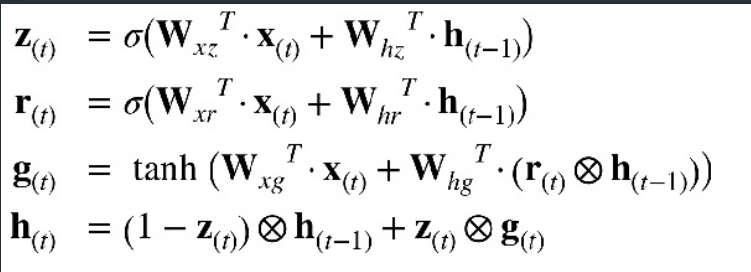 z(t) = σ(Wxz^T · x(t) + Whz^T · h(t−1))
r(t) = σ(Wxr^T · x(t) + Whr^T · h(t−1))
g(t) = tanh (Wxg^T · x(t) + Whg^T · (r(t) ⊗ h(t−1)))
h(t) = (1 − z(t)) ⊗ h(t−1) + z(t) ⊗ g(t)